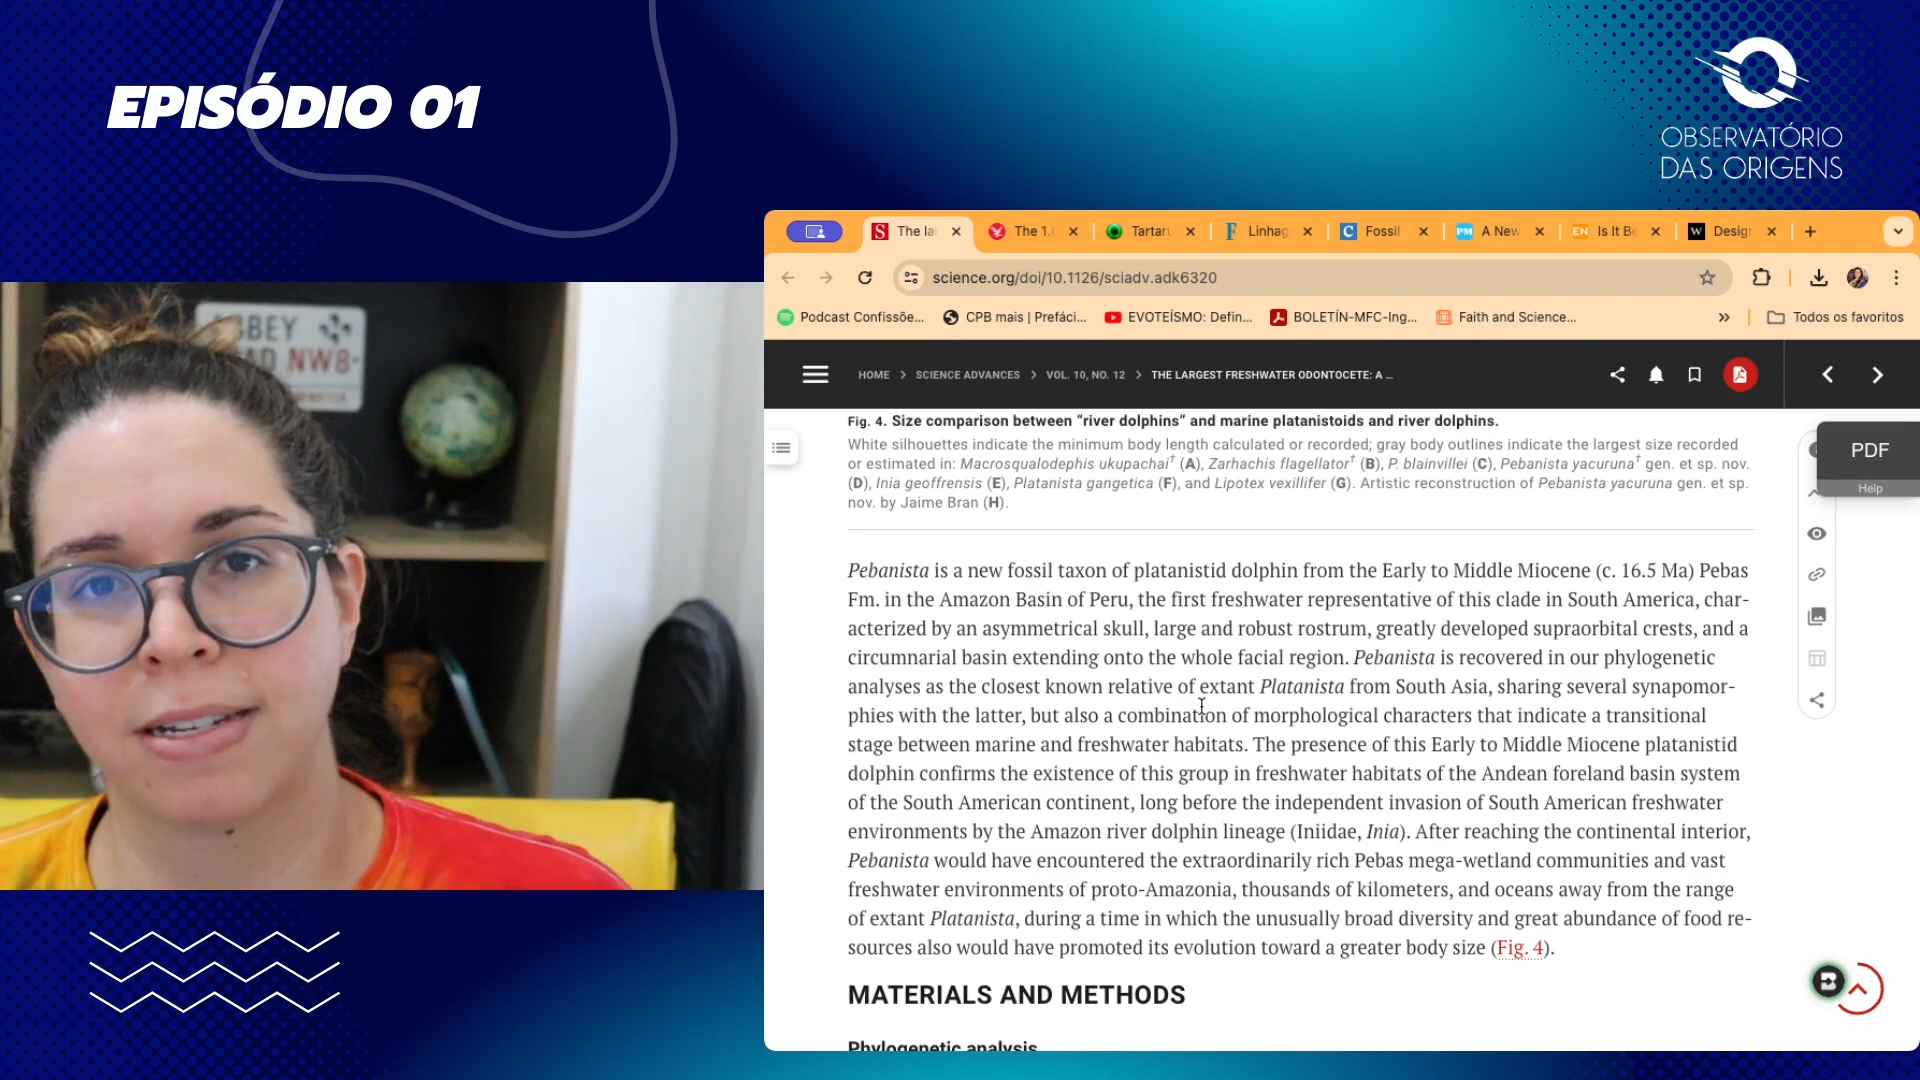 EPISÓDIO 01
OBSERVATÓRIO
DAS ORIGENS
ABBEY
ROAD NW8
The la
The 1.
Tartaru
Linhag
Fossil
PM A New
EN Is It Be
W Design
science.org/doi/10.1126/sciadv.adk6320
Podcast Confissõe...
CPB mais | Prefáci...
EVOTEÍSMO: Defin...
BOLETÍN-MFC-Ing...
Faith and Science...
Todos os favoritos
HOME > SCIENCE ADVANCES > VOL. 10, NO. 12 > THE LARGEST FRESHWATER ODONTOCETE: A ...
Fig. 4. Size comparison between “river dolphins” and marine platanistoids and river dolphins.
White silhouettes indicate the minimum body length calculated or recorded; gray body outlines indicate the largest size recorded
or estimated in: Macrosqualodephis ukupachai† (A), Zarhachis flagellator† (B), P. blainvillei (C), Pebanista yacuruna† gen. et sp. nov.
(D), Inia geoffrensis (E), Platanista gangetica (F), and Lipotex vexillifer (G). Artistic reconstruction of Pebanista yacuruna gen. et sp.
nov. by Jaime Bran (H).
PDF
Help
Pebanista is a new fossil taxon of platanistid dolphin from the Early to Middle Miocene (c. 16.5 Ma) Pebas
Fm. in the Amazon Basin of Peru, the first freshwater representative of this clade in South America, char-
acterized by an asymmetrical skull, large and robust rostrum, greatly developed supraorbital crests, and a
circumnarial basin extending onto the whole facial region. Pebanista is recovered in our phylogenetic
analyses as the closest known relative of extant Platanista from South Asia, sharing several synapomor-
phies with the latter, but also a combination of morphological characters that indicate a transitional
stage between marine and freshwater habitats. The presence of this Early to Middle Miocene platanistid
dolphin confirms the existence of this group in freshwater habitats of the Andean foreland basin system
of the South American continent, long before the independent invasion of South American freshwater
environments by the Amazon river dolphin lineage (Iniidae, Inia). After reaching the continental interior,
Pebanista would have encountered the extraordinarily rich Pebas mega-wetland communities and vast
freshwater environments of proto-Amazonia, thousands of kilometers, and oceans away from the range
of extant Platanista, during a time in which the unusually broad diversity and great abundance of food re-
sources also would have promoted its evolution toward a greater body size (Fig. 4).
MATERIALS AND METHODS
Phylogenetic analysis